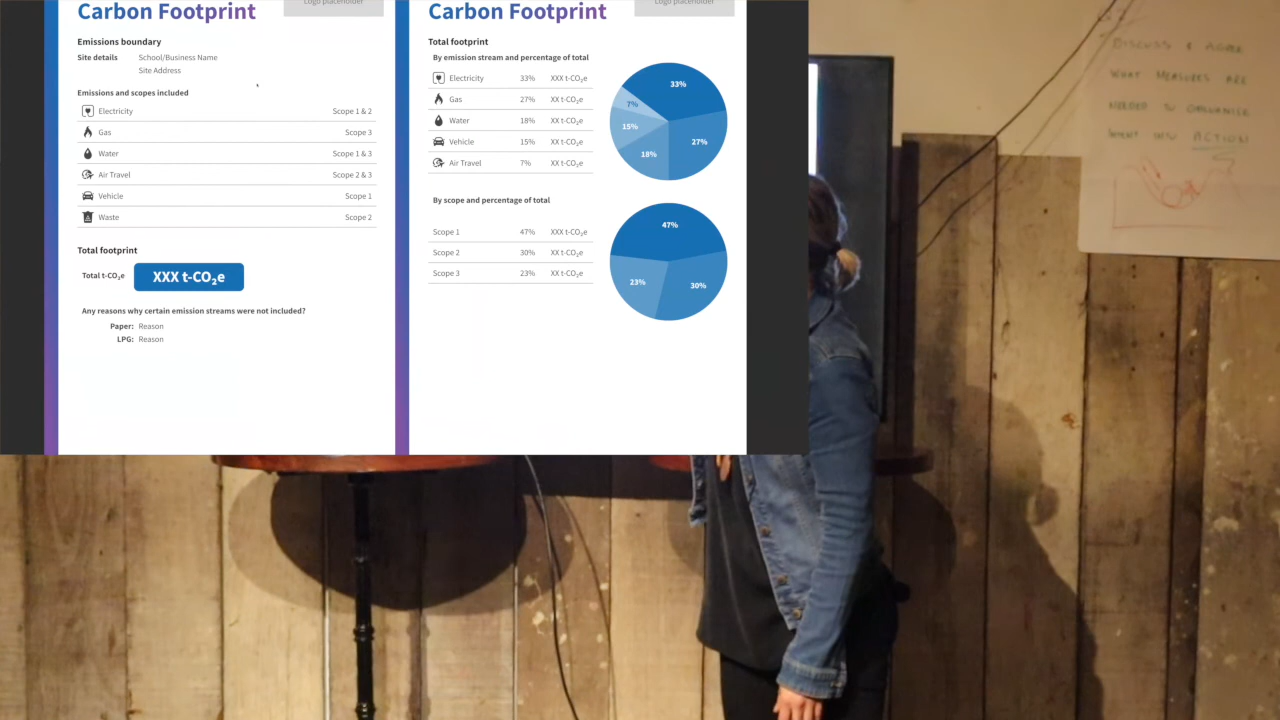 Carbon Footprint
Logo placeholder
Emissions boundary
Site details School/Business Name
Site Address
Emissions and scopes included
Electricity Scope 1 & 2
Gas Scope 3
Water Scope 1 & 3
Air Travel Scope 2 & 3
Vehicle Scope 1
Waste Scope 2
Total footprint
Total t-CO₂e XXX t-CO₂e
Any reasons why certain emission streams were not included?
Paper: Reason
LPG: Reason
Carbon Footprint
Logo placeholder
Total footprint
By emission stream and percentage of total
Electricity 33% XXX t-CO₂e
Gas 27% XX t-CO₂e
Water 18% XX t-CO₂e
Vehicle 15% XX t-CO₂e
Air Travel 7% XX t-CO₂e
33%
7%
15%
27%
18%
By scope and percentage of total
Scope 1 47% XXX t-CO₂e
Scope 2 30% XX t-CO₂e
Scope 3 23% XX t-CO₂e
47%
23%
30%
DISCUSS & AGREE
WHAT MEASURES ARE
NEEDED TO
INTO ACTION